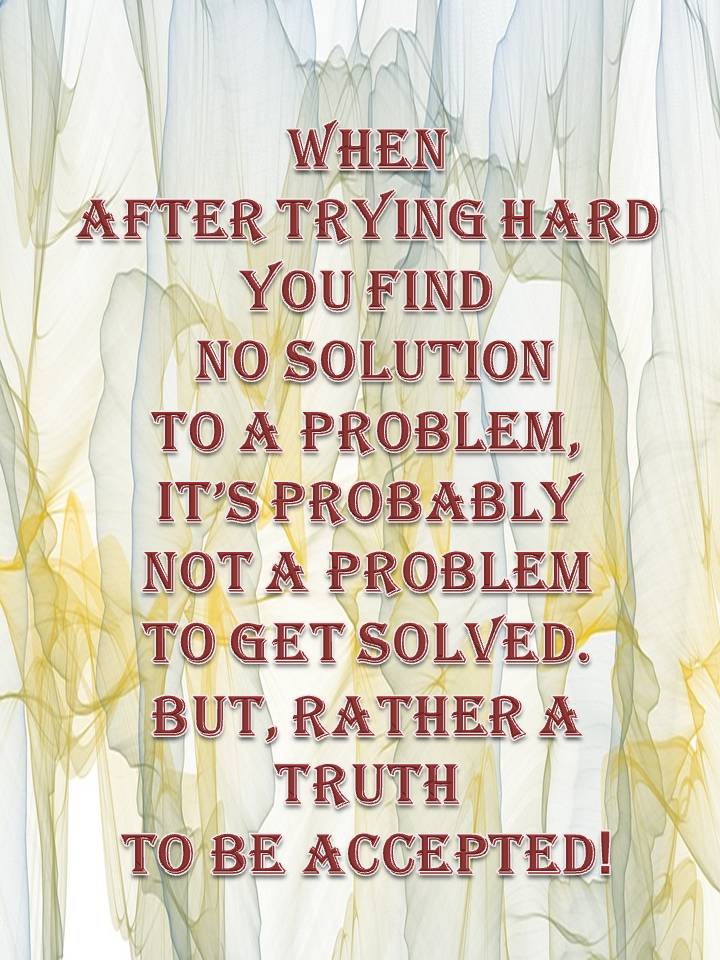 WHEN
AFTER TRYING HARD
YOU FIND
NO SOLUTION
TO A PROBLEM,
IT'S PROBABLY
NOT A PROBLEM
TO GET SOLVED.
BUT, RATHER A
TRUTH
TO BE ACCEPTED!